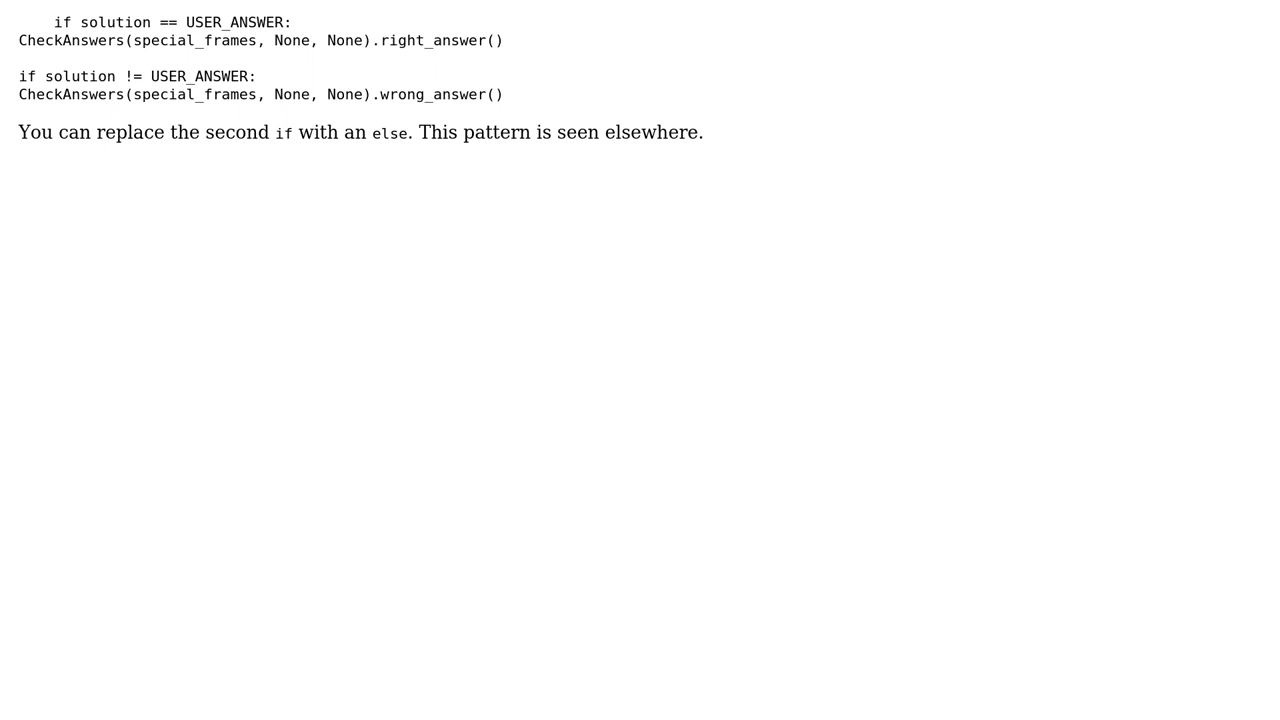 if solution == USER_ANSWER:
CheckAnswers(special_frames, None, None).right_answer()

if solution != USER_ANSWER:
CheckAnswers(special_frames, None, None).wrong_answer()

You can replace the second if with an else. This pattern is seen elsewhere.